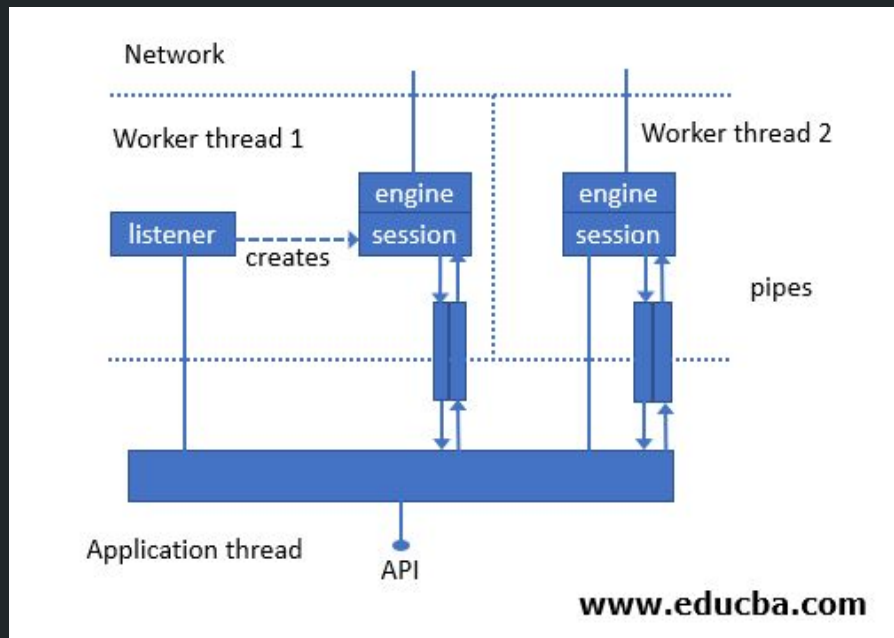 Network
Worker thread 1
Worker thread 2
engine
engine
listener
session
session
creates
pipes
Application thread
API
www.educba.com